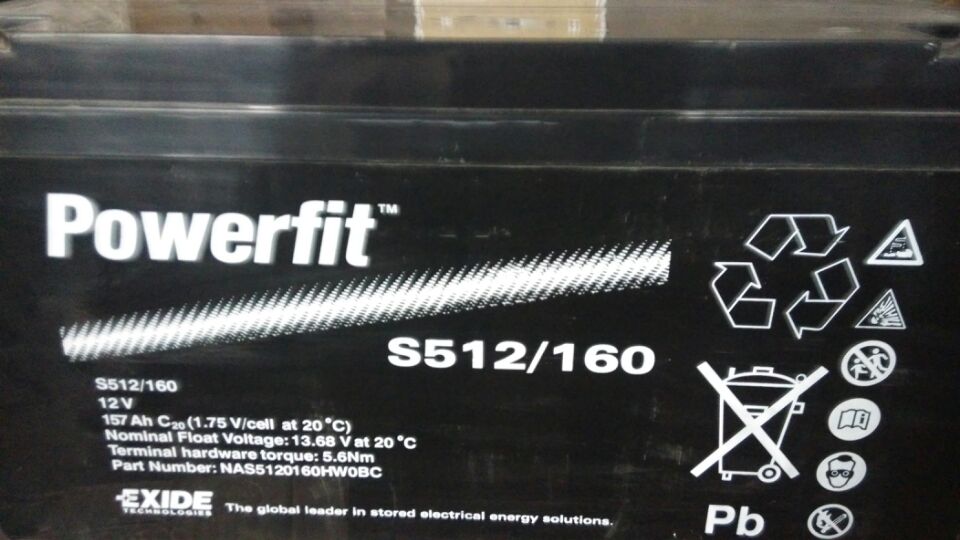 Powerfit™
S512/160
S512/160
12 V
157 Ah C₂₀ (1.75 V/cell at 20 °C)
Nominal Float Voltage: 13.68 V at 20 °C
Terminal hardware torque: 5.6Nm
Part Number: NAS5120160HW0BC
EXIDE
TECHNOLOGIES
The global leader in stored electrical energy solutions.
Pb